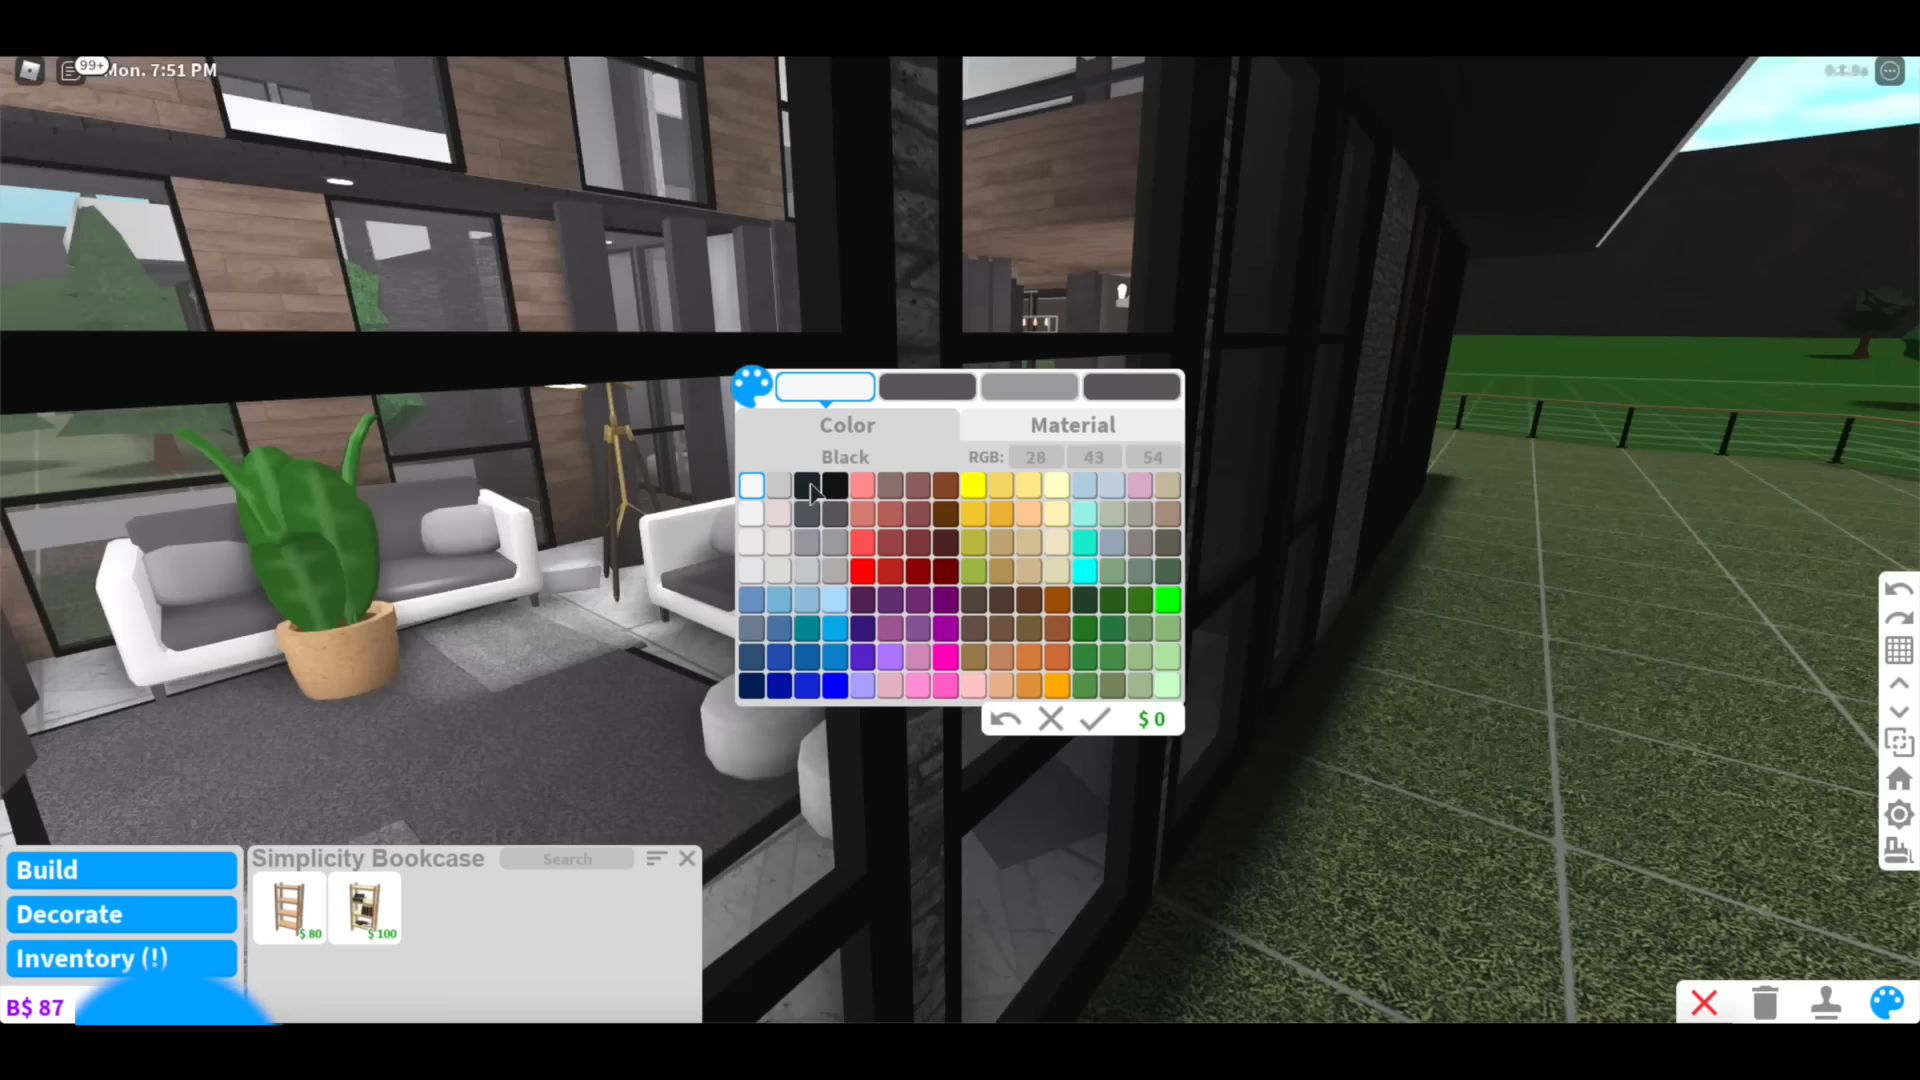 99+
Mon. 7:51 PM
Color
Material
Black
RGB: 28 43 54
$ 0
Build
Decorate
Inventory (!)
B$ 87
Simplicity Bookcase
Search
$ 80
$ 100